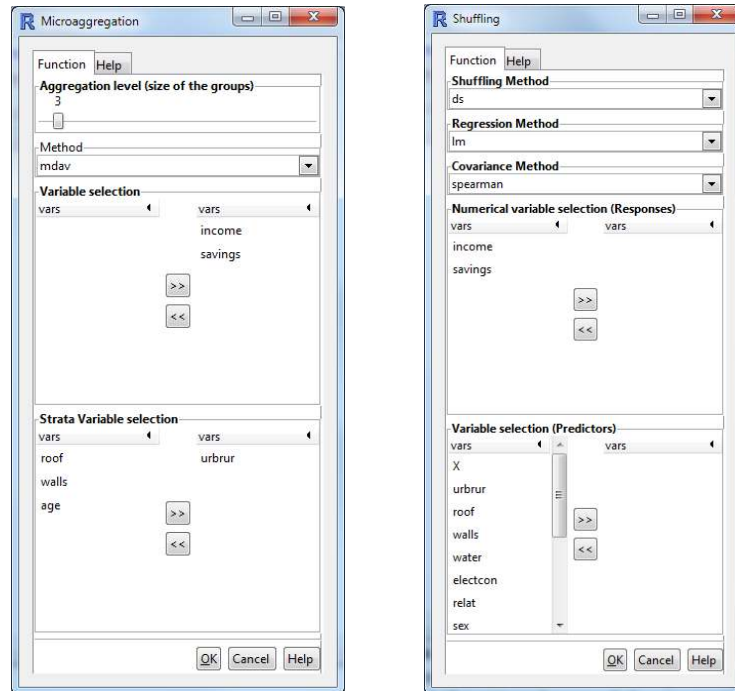 Microaggregation
Function Help
Aggregation level (size of the groups)
3
Method
mdav
Variable selection
vars vars
income
savings
>>
<<
Strata Variable selection
vars vars
roof urbrur
walls
age
>>
<<
OK Cancel Help
Shuffling
Function Help
Shuffling Method
ds
Regression Method
lm
Covariance Method
spearman
Numerical variable selection (Responses)
vars vars
income
savings
>>
<<
Variable selection (Predictors)
vars vars
X
urbrur
roof
walls
>>
water
<<
electcon
relat
sex
OK Cancel Help